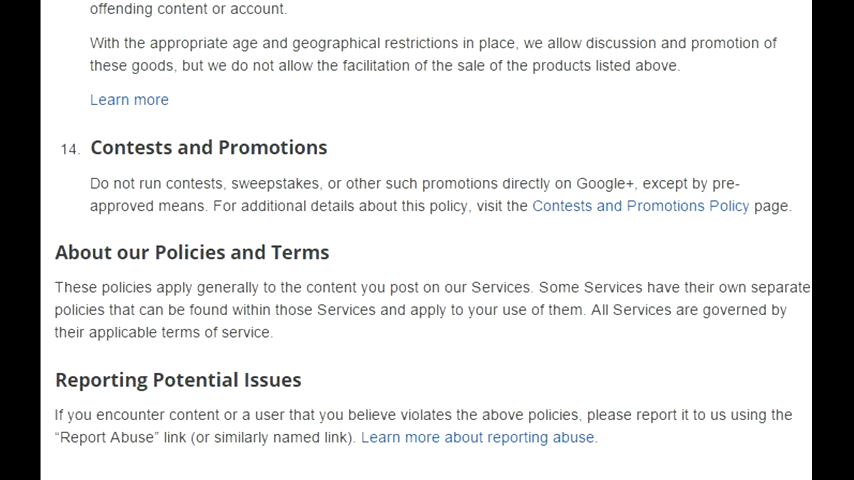 offending content or account.
With the appropriate age and geographical restrictions in place, we allow discussion and promotion of
these goods, but we do not allow the facilitation of the sale of the products listed above.
Learn more
14. Contests and Promotions
Do not run contests, sweepstakes, or other such promotions directly on Google+, except by pre-
approved means. For additional details about this policy, visit the Contests and Promotions Policy page.
About our Policies and Terms
These policies apply generally to the content you post on our Services. Some Services have their own separate
policies that can be found within those Services and apply to your use of them. All Services are governed by
their applicable terms of service.
Reporting Potential Issues
If you encounter content or a user that you believe violates the above policies, please report it to us using the
“Report Abuse” link (or similarly named link). Learn more about reporting abuse.